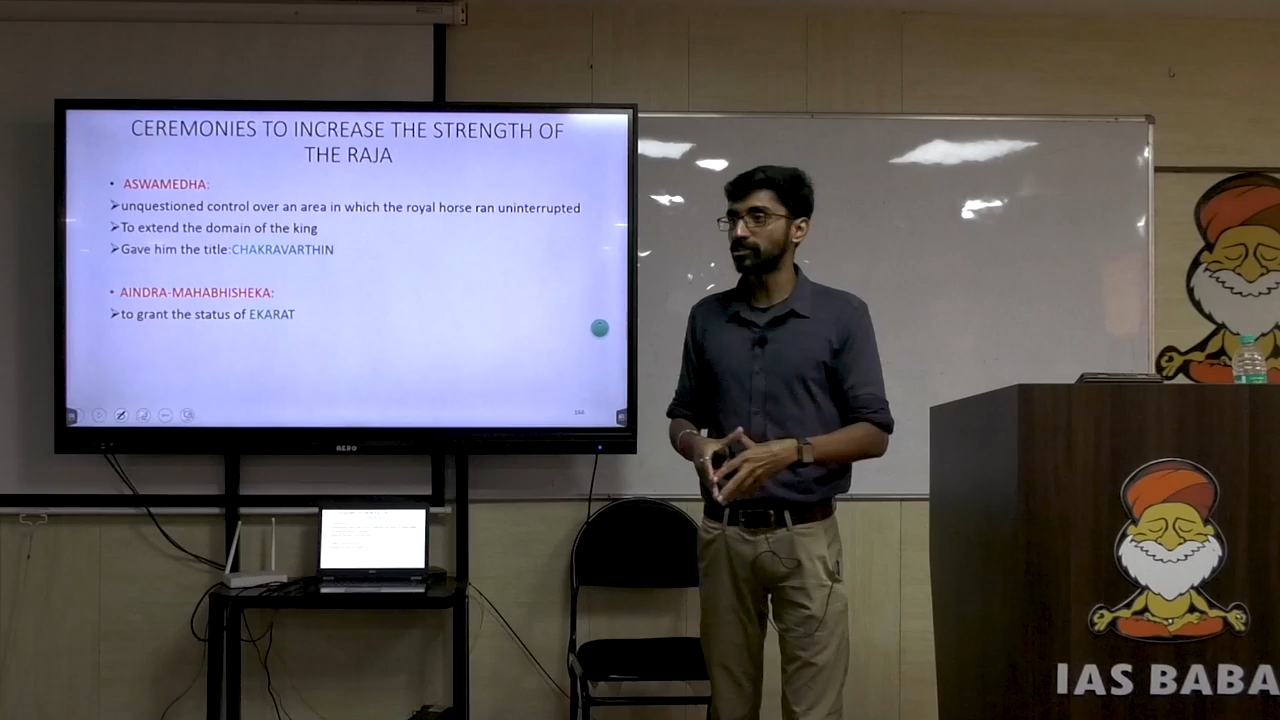 CEREMONIES TO INCREASE THE STRENGTH OF
THE RAJA
• ASWAMEDHA:
➢unquestioned control over an area in which the royal horse ran uninterrupted
➢To extend the domain of the king
➢Gave him the title:CHAKRAVARTHIN
• AINDRA-MAHABHISHEKA:
➢to grant the status of EKARAT
166
AERO
IAS BABA